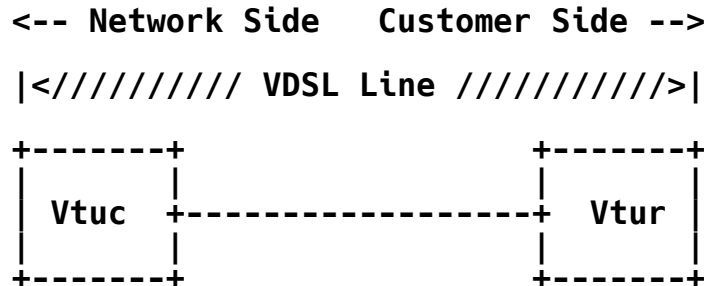 <-- Network Side   Customer Side -->
|<////////// VDSL Line ///////////>|
+-------+                  +-------+
|       |                  |       |
| Vtuc  +------------------+  Vtur |
|       |                  |       |
+-------+                  +-------+